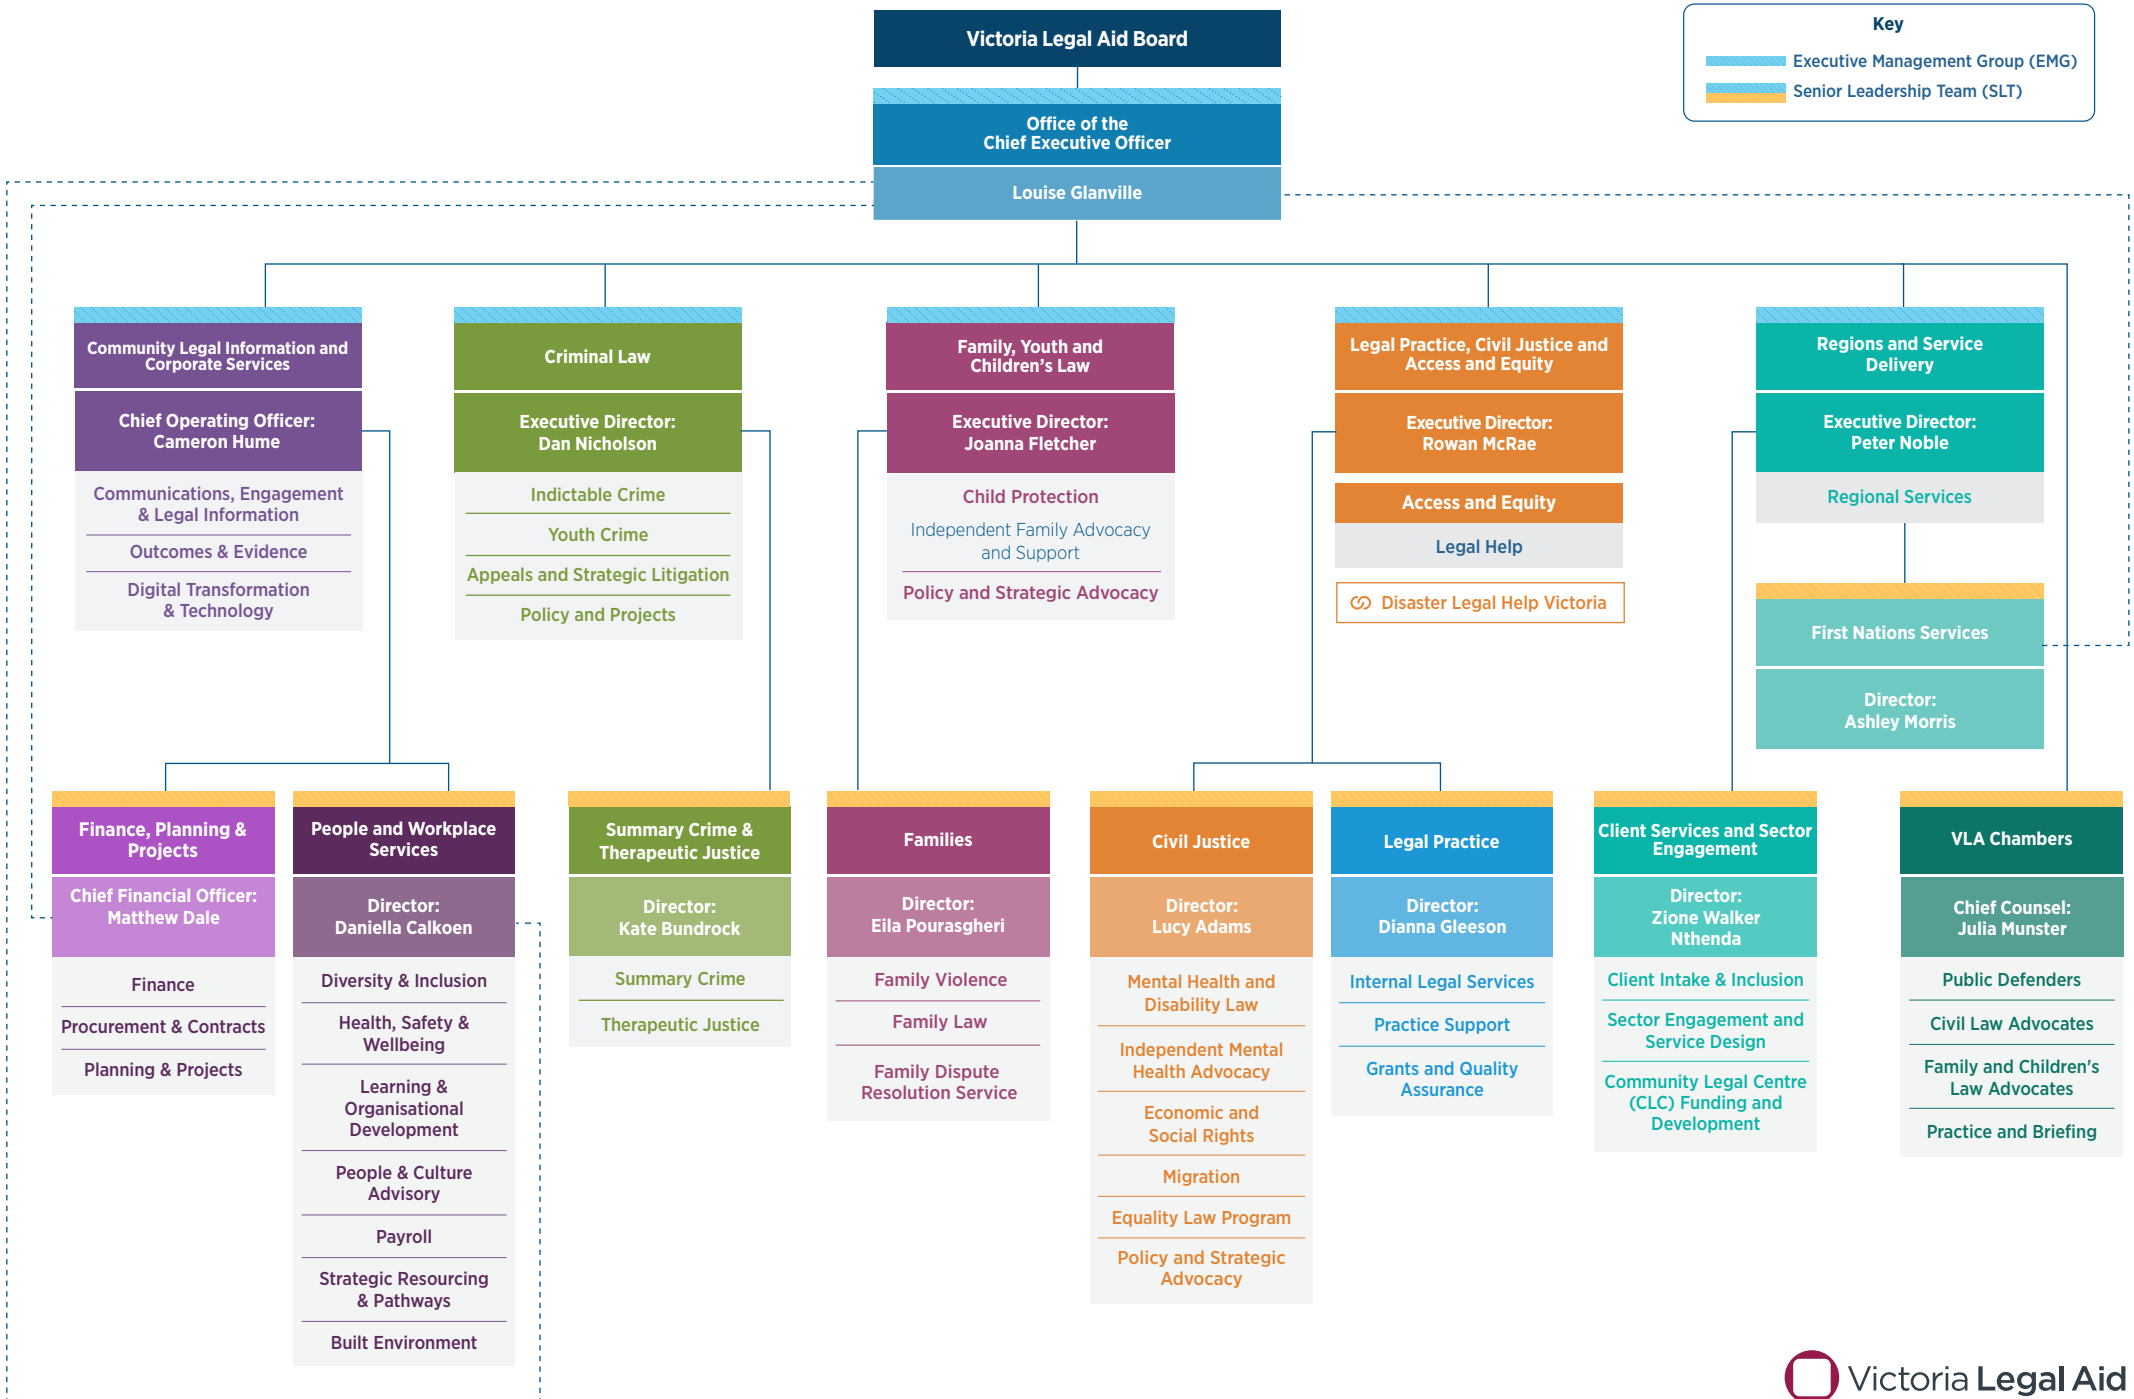 Victoria Legal Aid Board
Key
Executive Management Group (EMG)
Senior Leadership Team (SLT)
Office of the
Chief Executive Officer
Louise Glanville
Community Legal Information and
Corporate Services
Chief Operating Officer:
Cameron Hume
Communications, Engagement
& Legal Information
Outcomes & Evidence
Digital Transformation
& Technology
Criminal Law
Executive Director:
Dan Nicholson
Indictable Crime
Youth Crime
Appeals and Strategic Litigation
Policy and Projects
Family, Youth and
Children's Law
Executive Director:
Joanna Fletcher
Child Protection
Independent Family Advocacy
and Support
Policy and Strategic Advocacy
Legal Practice, Civil Justice and
Access and Equity
Executive Director:
Rowan McRae
Access and Equity
Legal Help
Disaster Legal Help Victoria
Regions and Service
Delivery
Executive Director:
Peter Noble
Regional Services
First Nations Services
Director:
Ashley Morris
Finance, Planning &
Projects
Chief Financial Officer:
Matthew Dale
Finance
Procurement & Contracts
Planning & Projects
People and Workplace
Services
Director:
Daniella Calkoen
Diversity & Inclusion
Health, Safety &
Wellbeing
Learning &
Organisational
Development
People & Culture
Advisory
Payroll
Strategic Resourcing
& Pathways
Built Environment
Summary Crime &
Therapeutic Justice
Director:
Kate Bundrock
Summary Crime
Therapeutic Justice
Families
Director:
Eila Pourasgheri
Family Violence
Family Law
Family Dispute
Resolution Service
Civil Justice
Director:
Lucy Adams
Mental Health and
Disability Law
Independent Mental
Health Advocacy
Economic and
Social Rights
Migration
Equality Law Program
Policy and Strategic
Advocacy
Legal Practice
Director:
Dianna Gleeson
Internal Legal Services
Practice Support
Grants and Quality
Assurance
Client Services and Sector
Engagement
Director:
Zione Walker
Nthenda
Client Intake & Inclusion
Sector Engagement and
Service Design
Community Legal Centre
(CLC) Funding and
Development
VLA Chambers
Chief Counsel:
Julia Munster
Public Defenders
Civil Law Advocates
Family and Children's
Law Advocates
Practice and Briefing
Victoria Legal Aid